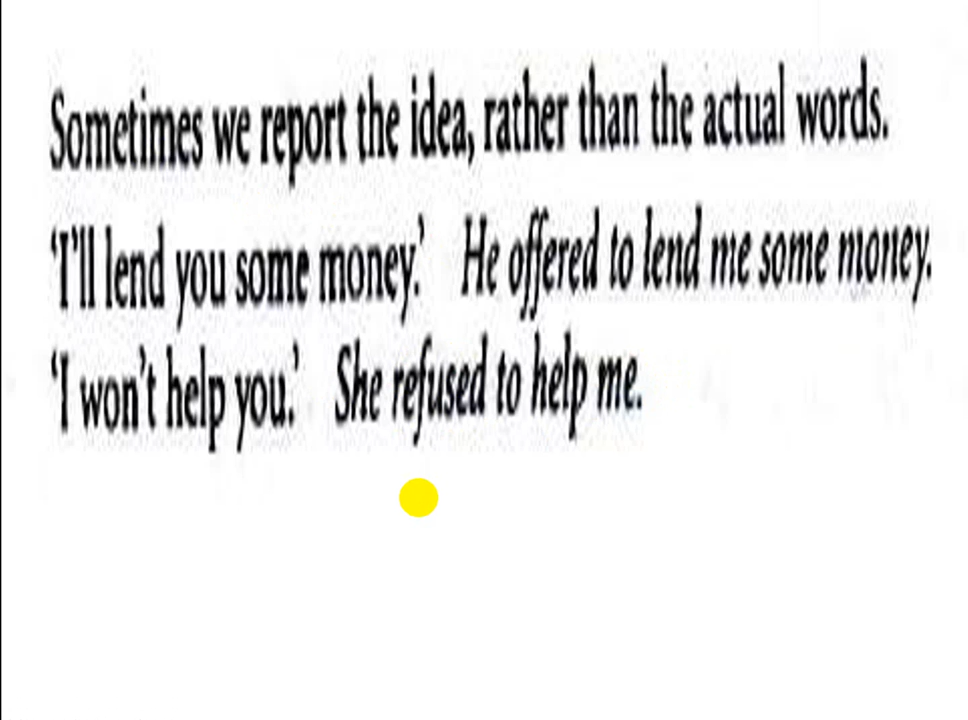 Sometimes we report the idea, rather than the actual words.
‘I’ll lend you some money.’ He offered to lend me some money.
‘I won’t help you.’ She refused to help me.